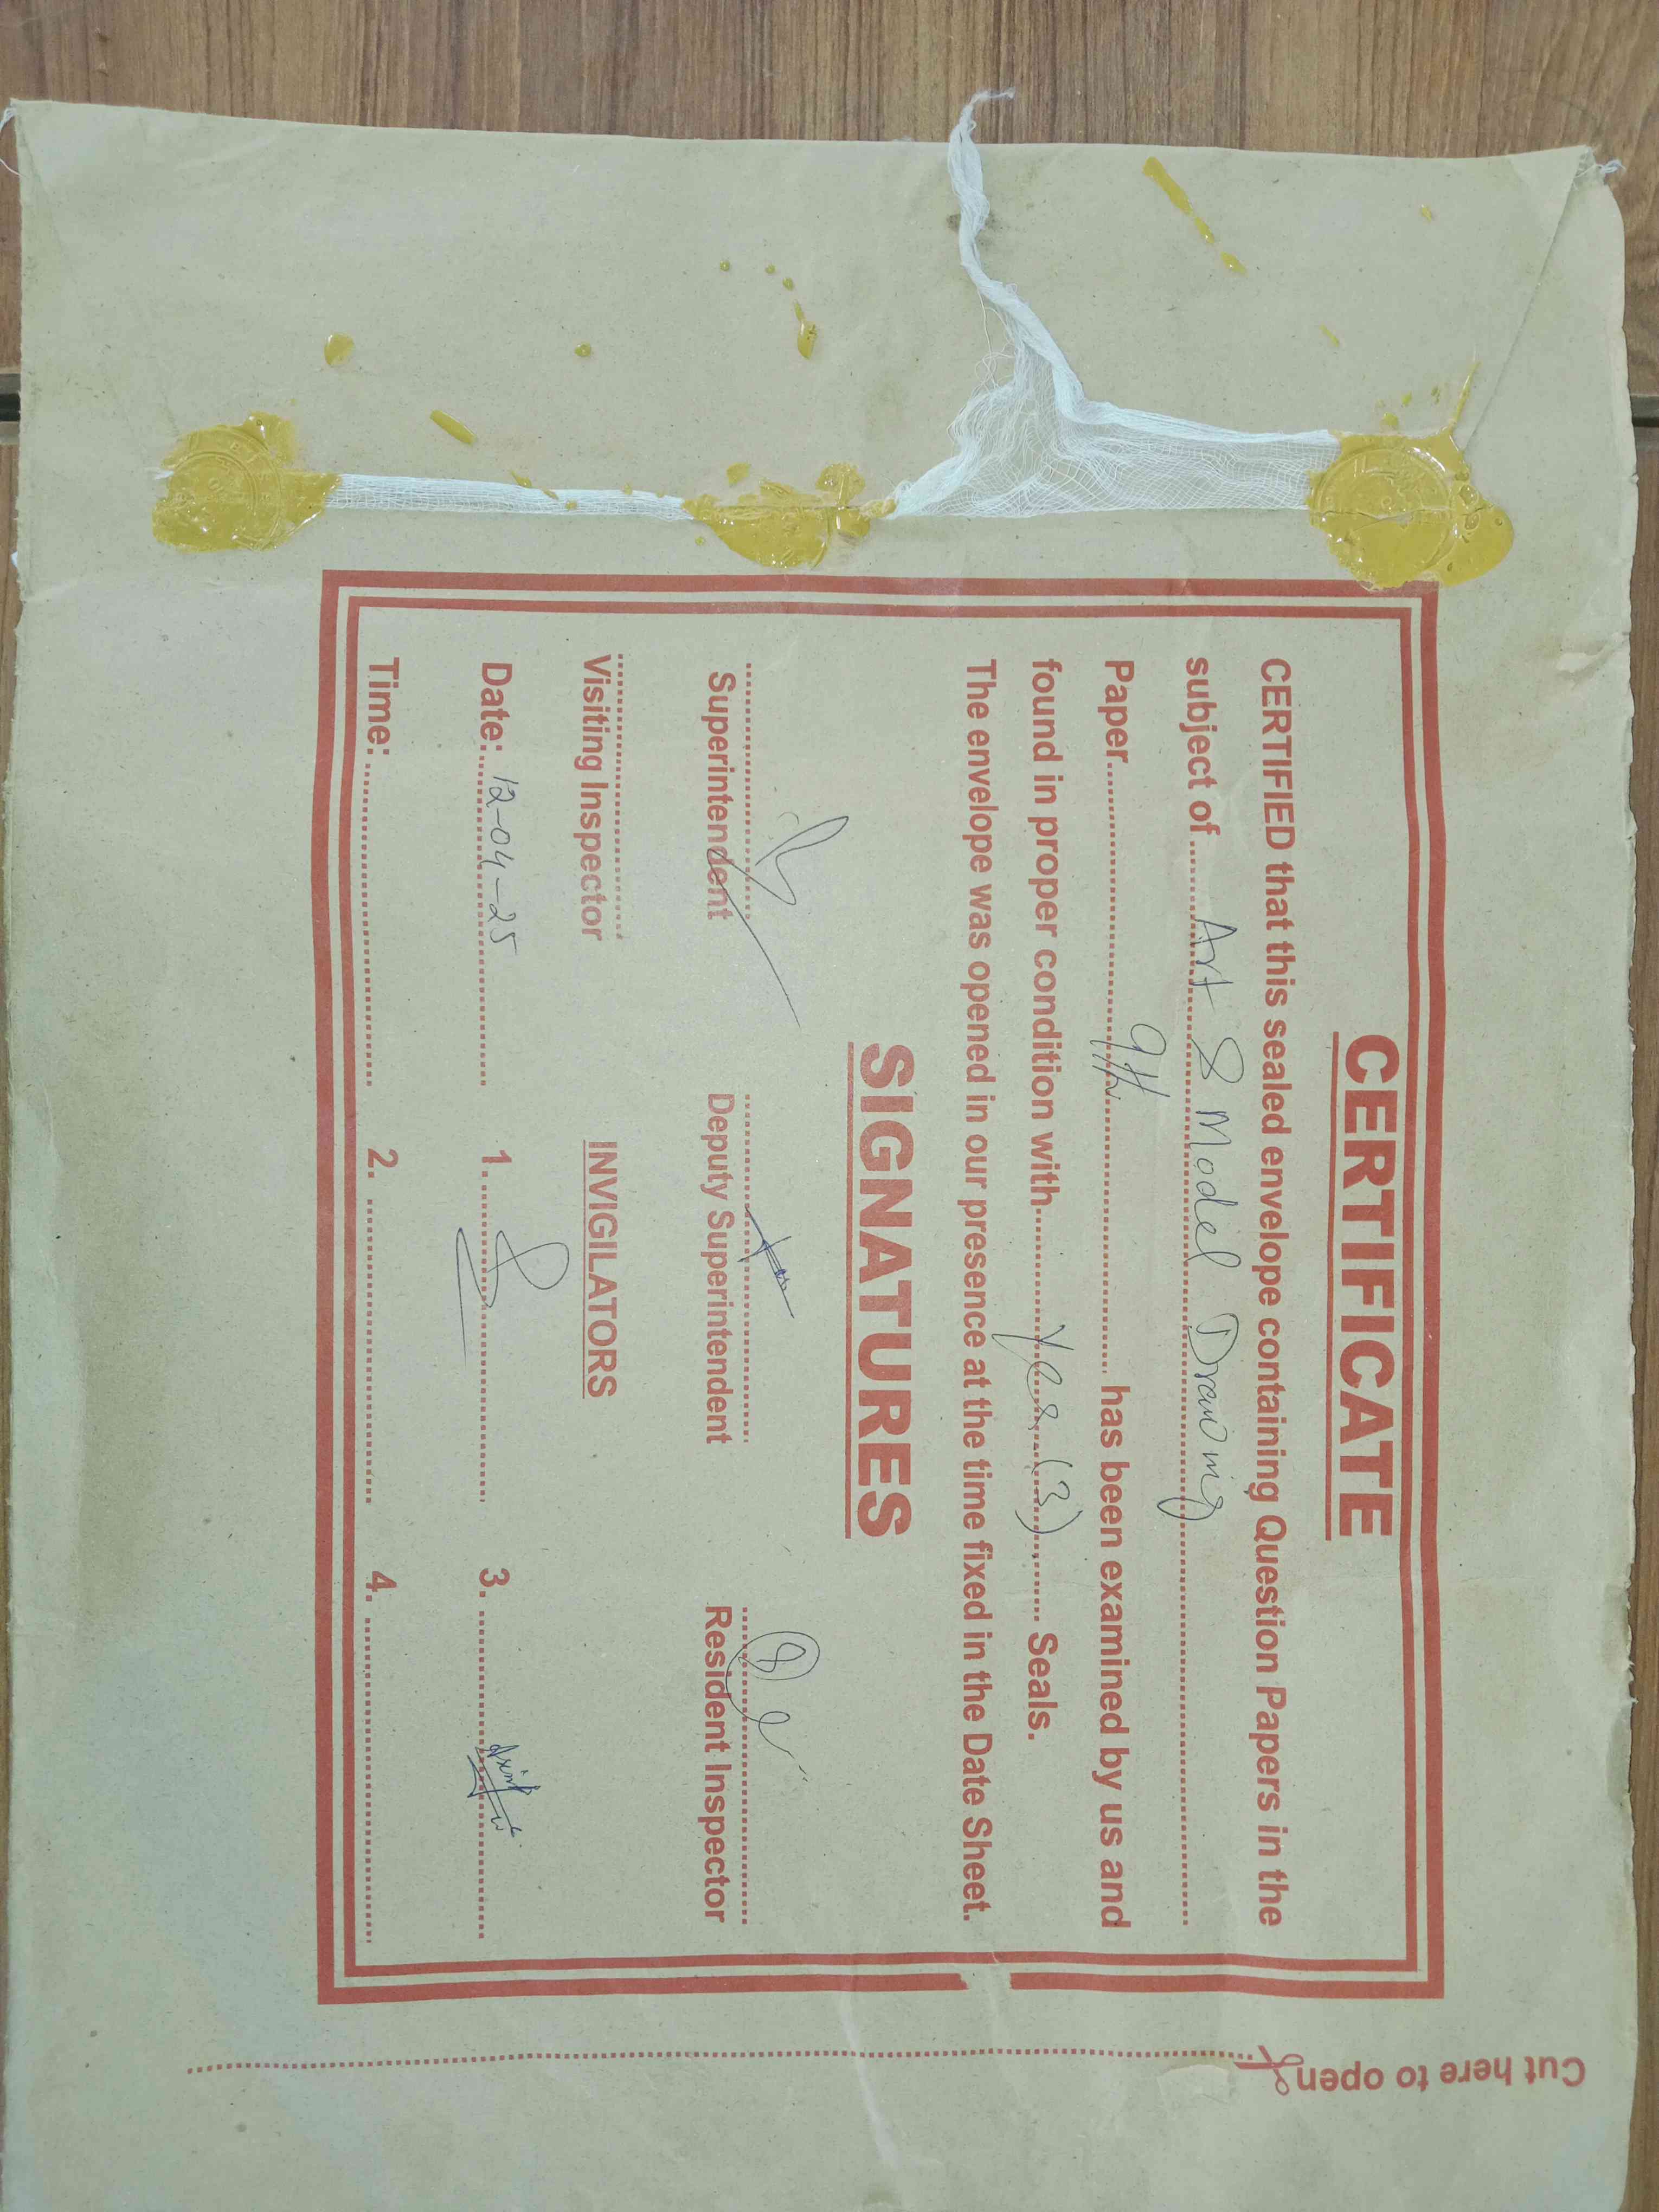 CERTIFICATE
CERTIFIED that this sealed envelope containing Question Papers in the
subject of Art & Model Drawing
Paper 9th has been examined by us and
found in proper condition with Yes (3) Seals.
The envelope was opened in our presence at the time fixed in the Date Sheet.
SIGNATURES
Superintendent Deputy Superintendent Resident Inspector
Visiting Inspector INVIGILATORS
Date: 12-04-25 1. 3.
Time: 2. 4.
Cut here to open